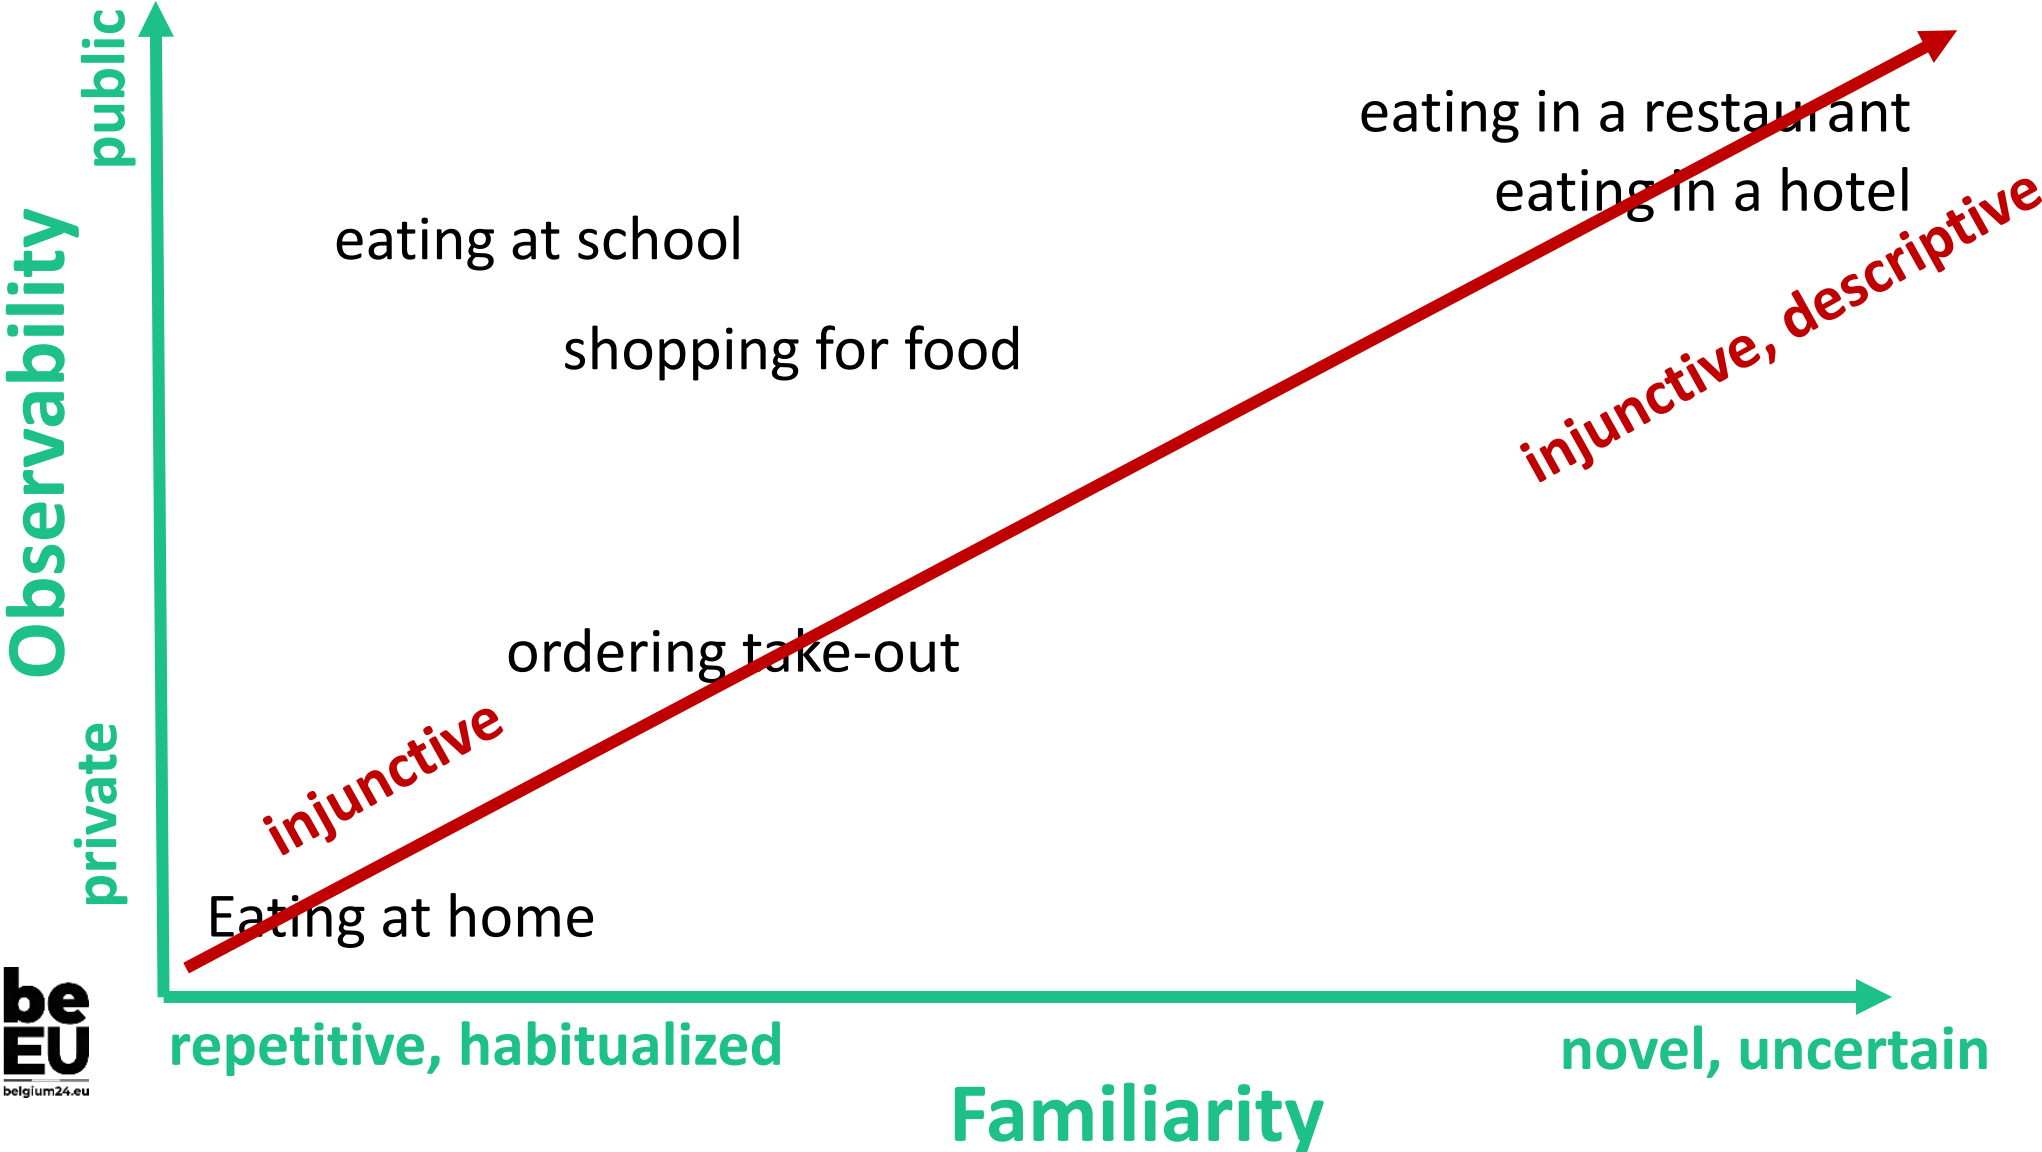 public
Observability
private
eating in a restaurant
eating in a hotel
eating at school
shopping for food
injunctive, descriptive
ordering take-out
injunctive
Eating at home
be
EU
belgium24.eu
repetitive, habitualized
novel, uncertain
Familiarity